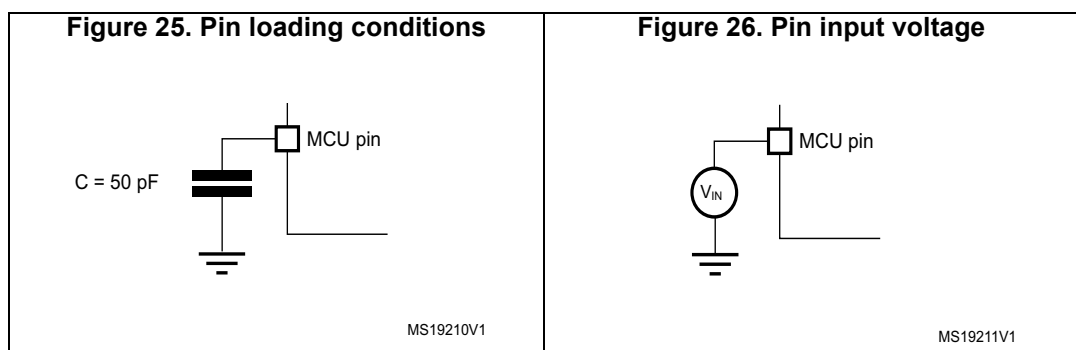 Figure 25. Pin loading conditions
MCU pin
C = 50 pF
MS19210V1
Figure 26. Pin input voltage
MCU pin
VIN
MS19211V1